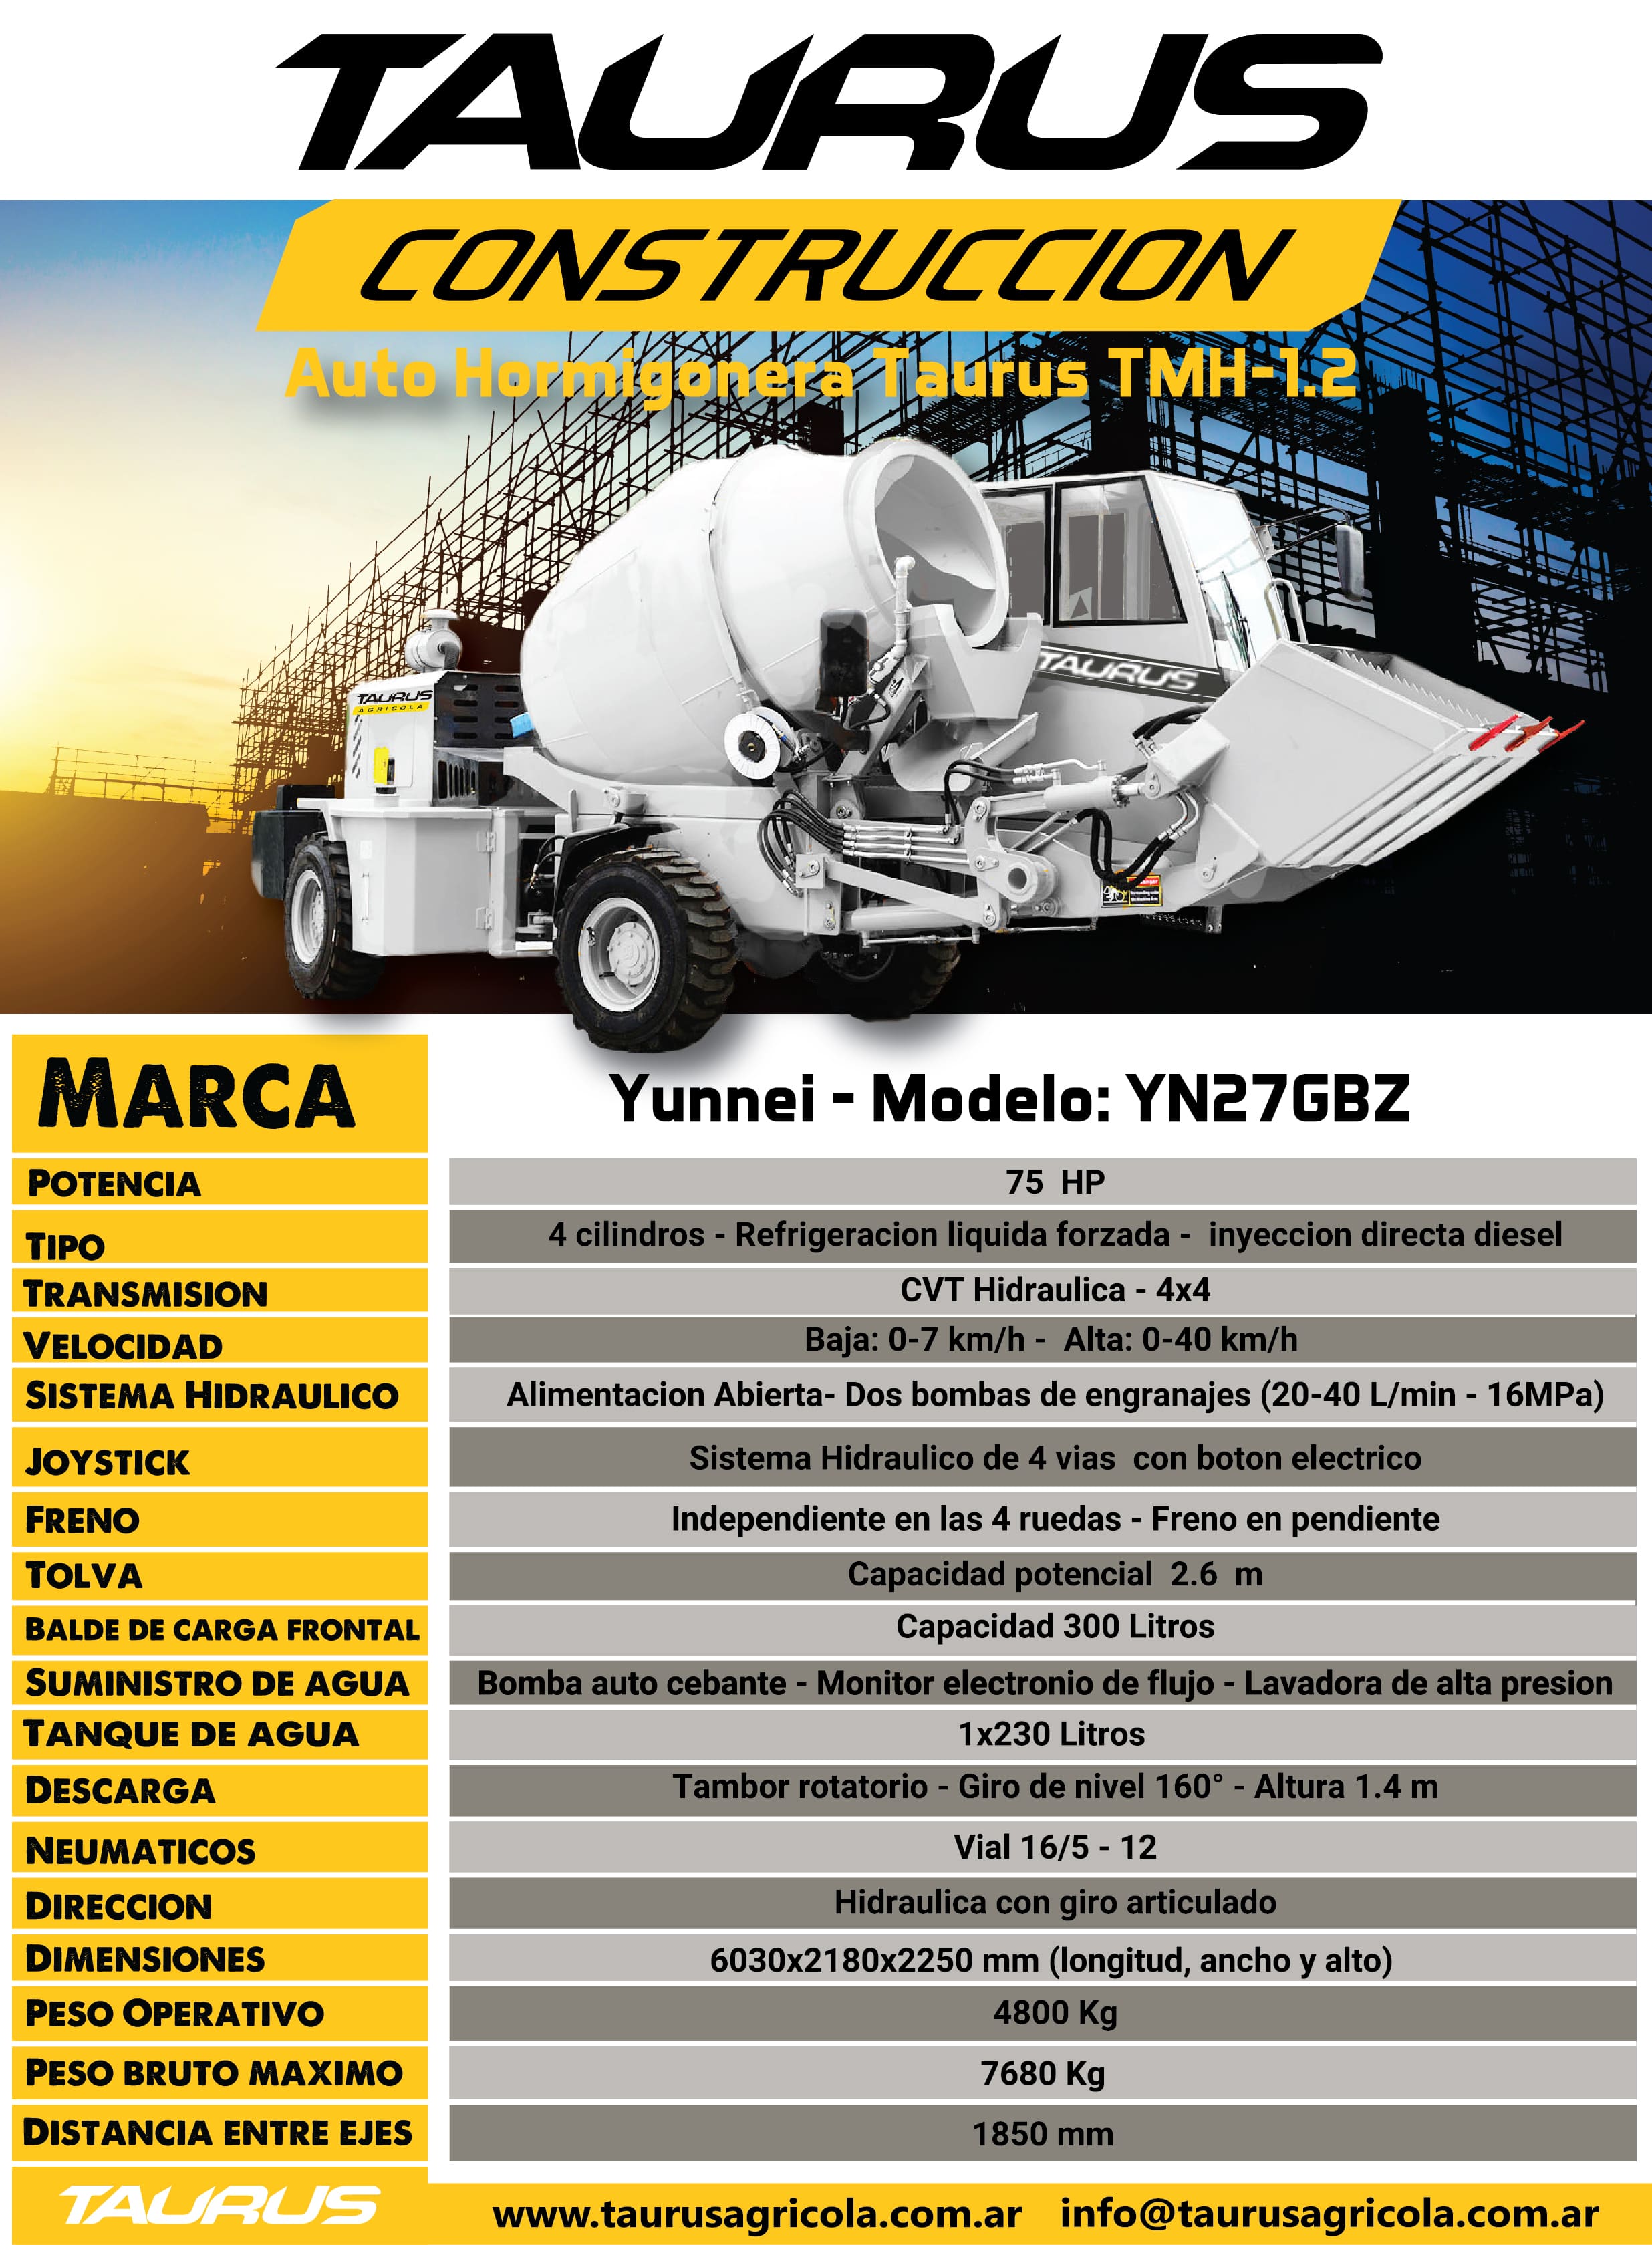 TAURUS
CONSTRUCCION
Auto Hormigonera Taurus TMH-1.2
TAURUS
AGRICOLA
TAURUS
MARCA Yunnei - Modelo: YN27GBZ
POTENCIA 75 HP
TIPO 4 cilindros - Refrigeracion liquida forzada - inyeccion directa diesel
TRANSMISION CVT Hidraulica - 4x4
VELOCIDAD Baja: 0-7 km/h - Alta: 0-40 km/h
SISTEMA HIDRAULICO Alimentacion Abierta- Dos bombas de engranajes (20-40 L/min - 16MPa)
JOYSTICK Sistema Hidraulico de 4 vias con boton electrico
FRENO Independiente en las 4 ruedas - Freno en pendiente
TOLVA Capacidad potencial 2.6 m
BALDE DE CARGA FRONTAL Capacidad 300 Litros
SUMINISTRO DE AGUA Bomba auto cebante - Monitor electronio de flujo - Lavadora de alta presion
TANQUE DE AGUA 1x230 Litros
DESCARGA Tambor rotatorio - Giro de nivel 160° - Altura 1.4 m
NEUMATICOS Vial 16/5 - 12
DIRECCION Hidraulica con giro articulado
DIMENSIONES 6030x2180x2250 mm (longitud, ancho y alto)
PESO OPERATIVO 4800 Kg
PESO BRUTO MAXIMO 7680 Kg
DISTANCIA ENTRE EJES 1850 mm
TAURUS www.taurusagricola.com.ar info@taurusagricola.com.ar